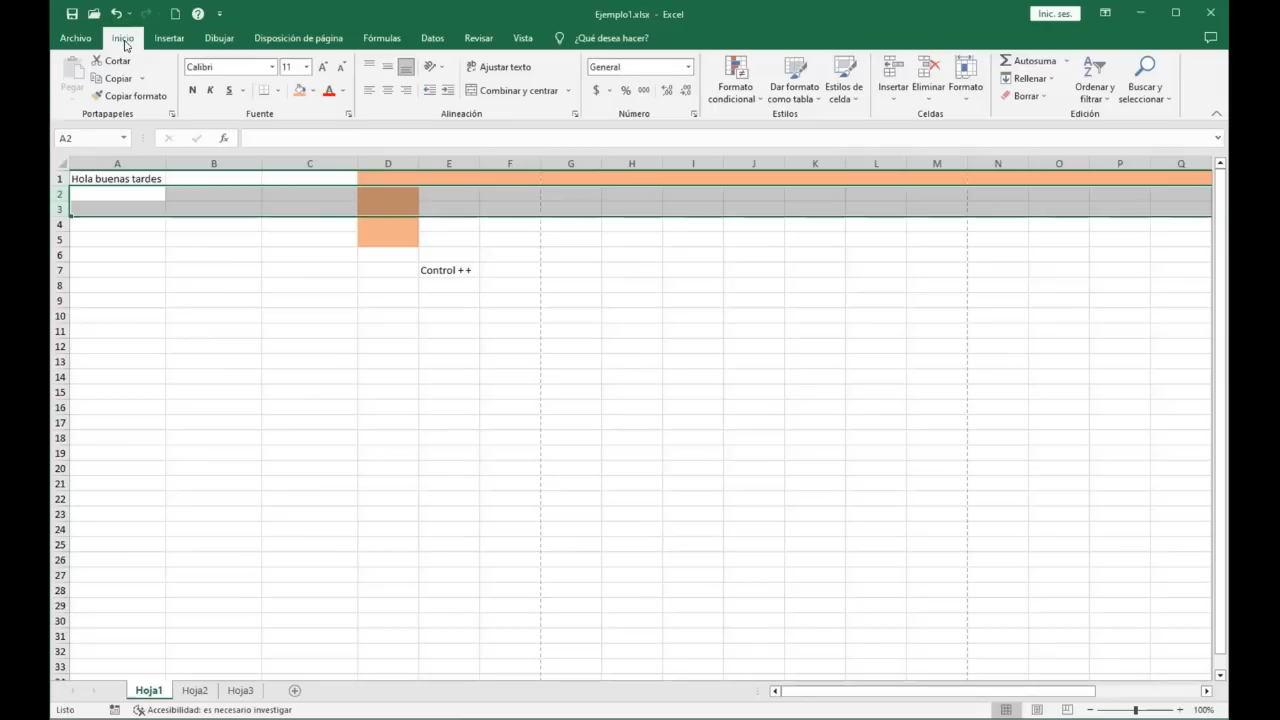 Ejemplo1.xlsx - Excel
Inic. ses.
Archivo Inicio Insertar Dibujar Disposición de página Fórmulas Datos Revisar Vista ¿Qué desea hacer?
Pegar
Cortar
Copiar
Copiar formato
Portapapeles
Calibri 11
N K S
Fuente
Ajustar texto
Combinar y centrar
Alineación
General
$ % 000
Número
Formato condicional
Dar formato como tabla
Estilos de celda
Estilos
Insertar Eliminar Formato
Celdas
Autosuma
Rellenar
Borrar
Ordenar y filtrar
Buscar y seleccionar
Edición
A2
fx
A B C D E F G H I J K L M N O P Q
1 Hola buenas tardes
2
3
4
5
6
7 Control + +
8
9
10
11
12
13
14
15
16
17
18
19
20
21
22
23
24
25
26
27
28
29
30
31
32
33
Hoja1 Hoja2 Hoja3
Listo Accesibilidad: es necesario investigar 100%